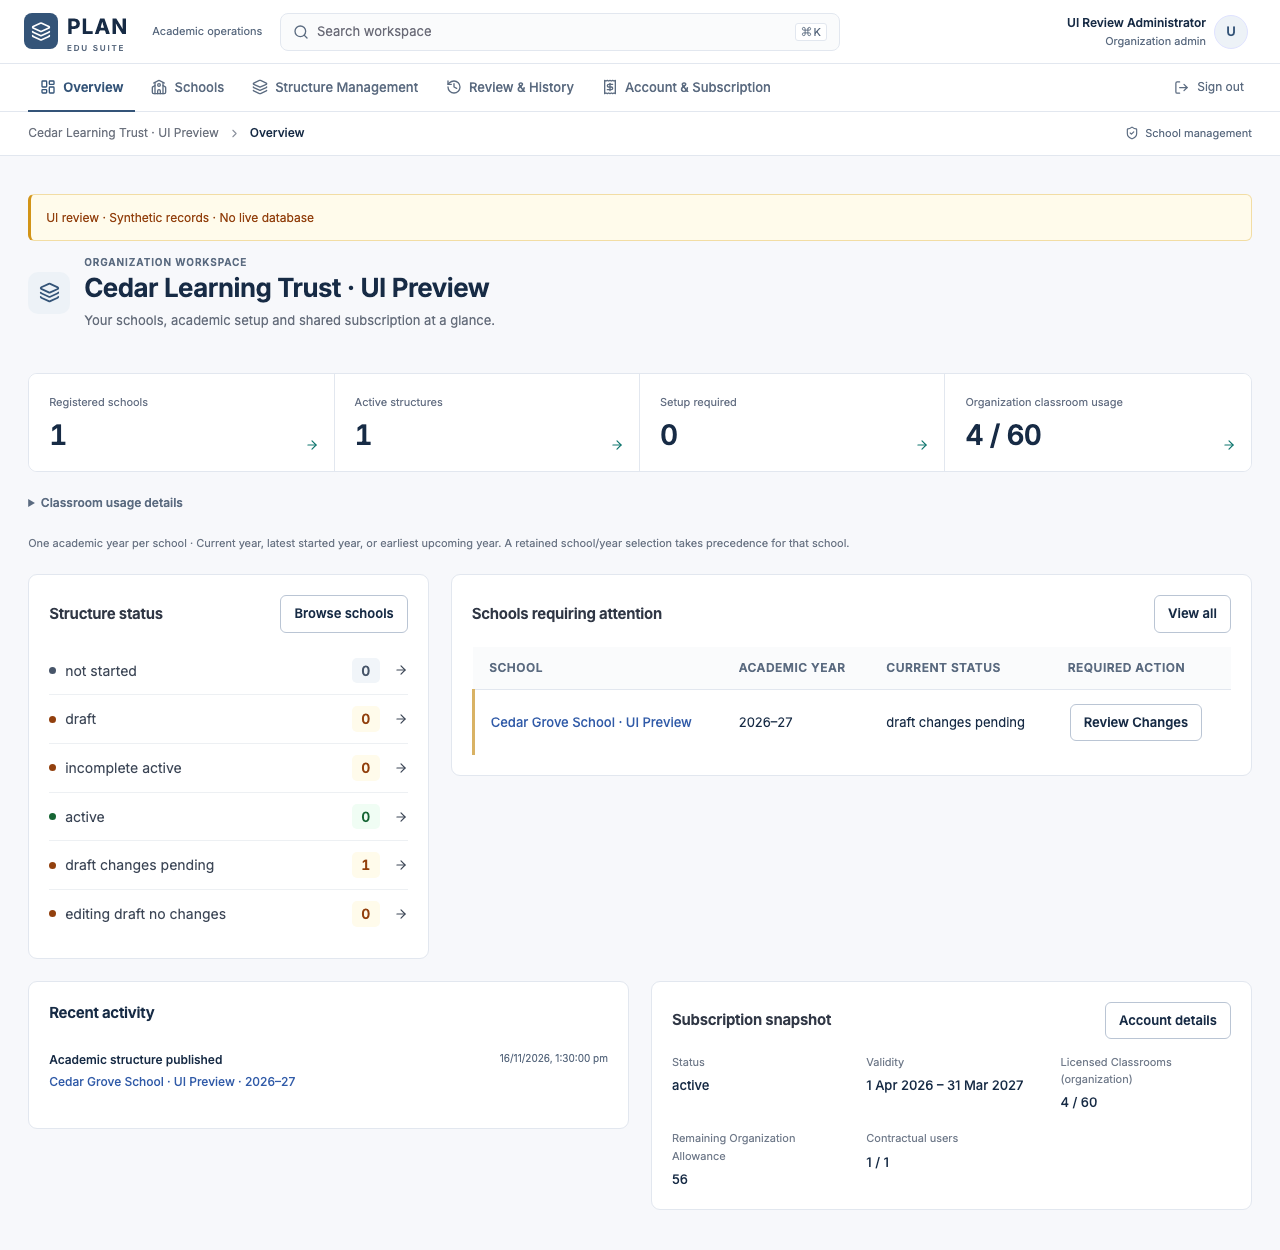 PLAN
EDU SUITE
Academic operations
Search workspace
⌘K
UI Review Administrator
Organization admin
U
Overview
Schools
Structure Management
Review & History
Account & Subscription
Sign out
Cedar Learning Trust · UI Preview
Overview
School management
UI review · Synthetic records · No live database
ORGANIZATION WORKSPACE
Cedar Learning Trust · UI Preview
Your schools, academic setup and shared subscription at a glance.
Registered schools
1
Active structures
1
Setup required
0
Organization classroom usage
4 / 60
Classroom usage details
One academic year per school · Current year, latest started year, or earliest upcoming year. A retained school/year selection takes precedence for that school.
Structure status
Browse schools
not started
0
draft
0
incomplete active
0
active
0
draft changes pending
1
editing draft no changes
0
Schools requiring attention
View all
SCHOOL
ACADEMIC YEAR
CURRENT STATUS
REQUIRED ACTION
Cedar Grove School · UI Preview
2026–27
draft changes pending
Review Changes
Recent activity
Academic structure published
16/11/2026, 1:30:00 pm
Cedar Grove School · UI Preview · 2026–27
Subscription snapshot
Account details
Status
active
Validity
1 Apr 2026 – 31 Mar 2027
Licensed Classrooms
(organization)
4 / 60
Remaining Organization
Allowance
56
Contractual users
1 / 1